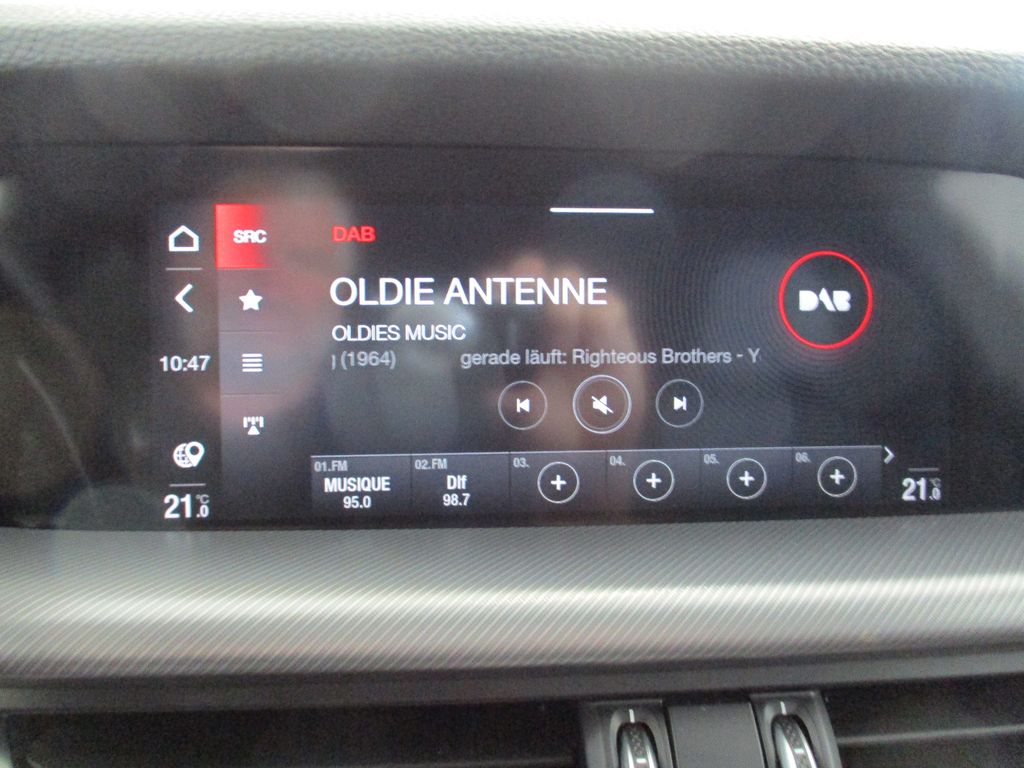 SRC
DAB
OLDIE ANTENNE
OLDIES MUSIC
(1964) gerade läuft: Righteous Brothers - Y
DAB
10:47
01.FM
MUSIQUE
95.0
02.FM
Dlf
98.7
03.
04.
05.
06.
21.0 °C
21.0 °C